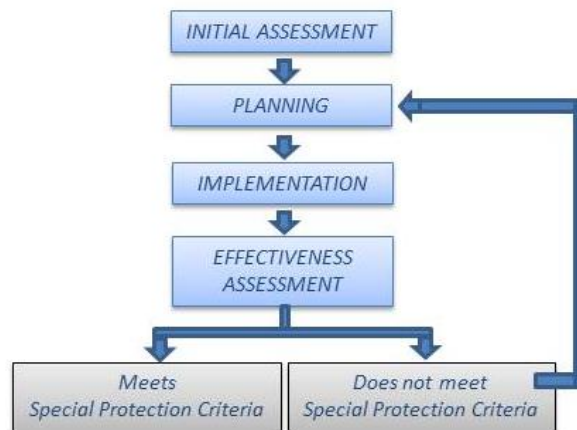 INITIAL ASSESSMENT
PLANNING
IMPLEMENTATION
EFFECTIVENESS
ASSESSMENT
Meets
Special Protection Criteria
Does not meet
Special Protection Criteria